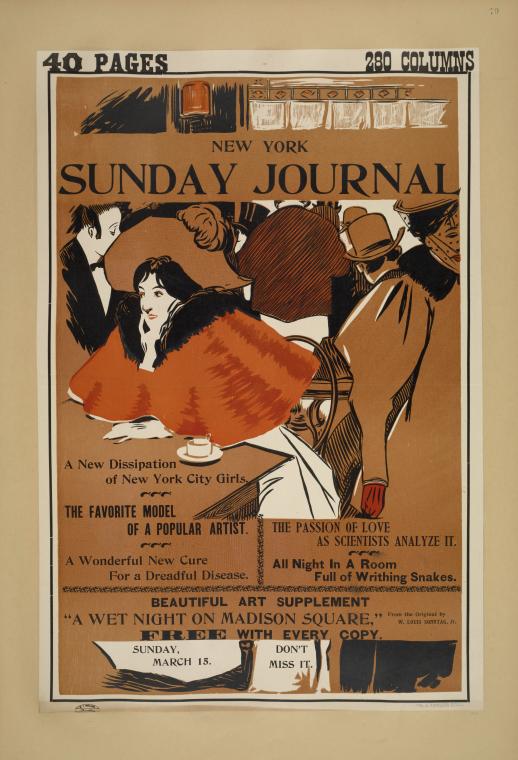 40 PAGES
280 COLUMNS
NEW YORK
SUNDAY JOURNAL
A New Dissipation
of New York City Girls.
THE FAVORITE MODEL
OF A POPULAR ARTIST.
A Wonderful New Cure
For a Dreadful Disease.
THE PASSION OF LOVE
AS SCIENTISTS ANALYZE IT.
All Night In A Room
Full of Writhing Snakes.
BEAUTIFUL ART SUPPLEMENT
"A WET NIGHT ON MADISON SQUARE,"
From the Original by
W. LOUIS SONNTAG, Jr.
FREE WITH EVERY COPY.
SUNDAY,
MARCH 15.
DON'T
MISS IT.